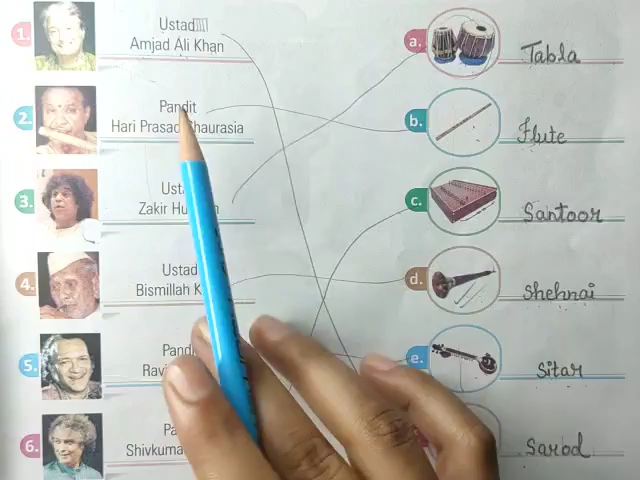 1. Ustad
Amjad Ali Khan
a. Tabla
2. Pandit
Hari Prasad Chaurasia
b. Flute
3.
Zakir
c. Santoor
4. Ustad
Bismillah
d. Shehnai
5.
e. Sitar
6.
Sarod